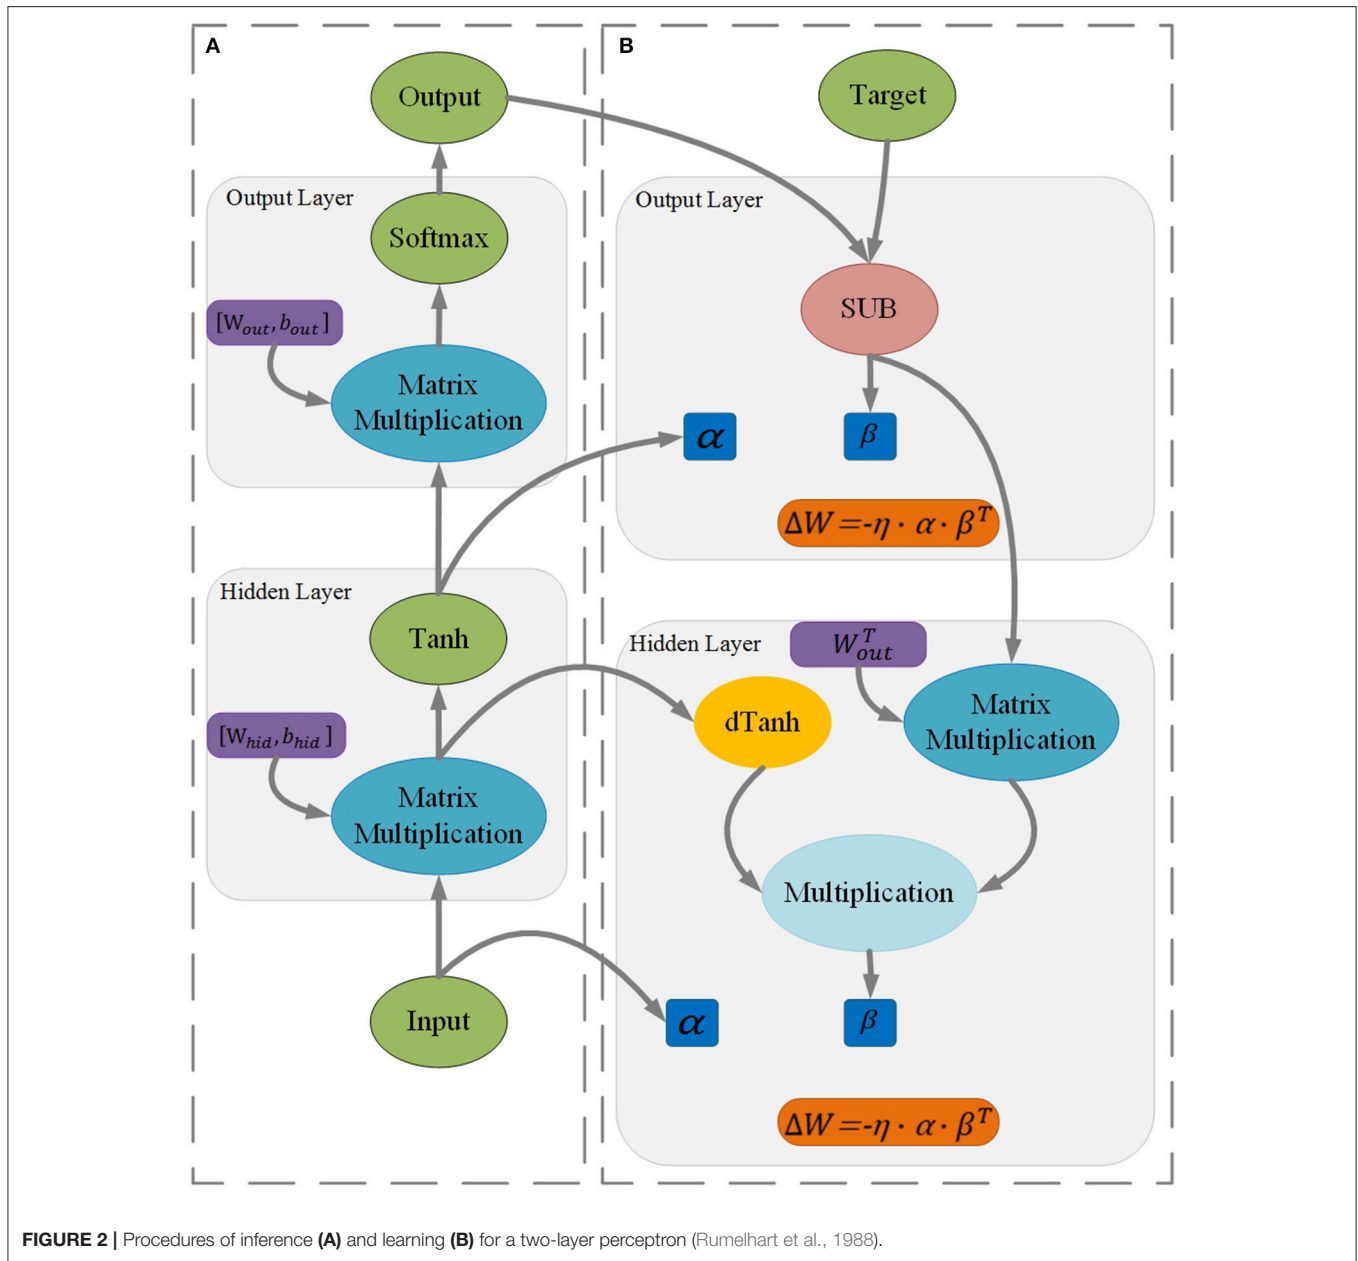 A
Output
Output Layer
Softmax
[W_out, b_out]
Matrix
Multiplication
Hidden Layer
Tanh
[W_hid, b_hid]
Matrix
Multiplication
Input
B
Target
Output Layer
SUB
α
β
ΔW =-η · α · β^T
Hidden Layer
W_out^T
dTanh
Matrix
Multiplication
Multiplication
α
β
ΔW =-η · α · β^T
FIGURE 2 | Procedures of inference (A) and learning (B) for a two-layer perceptron (Rumelhart et al., 1988).